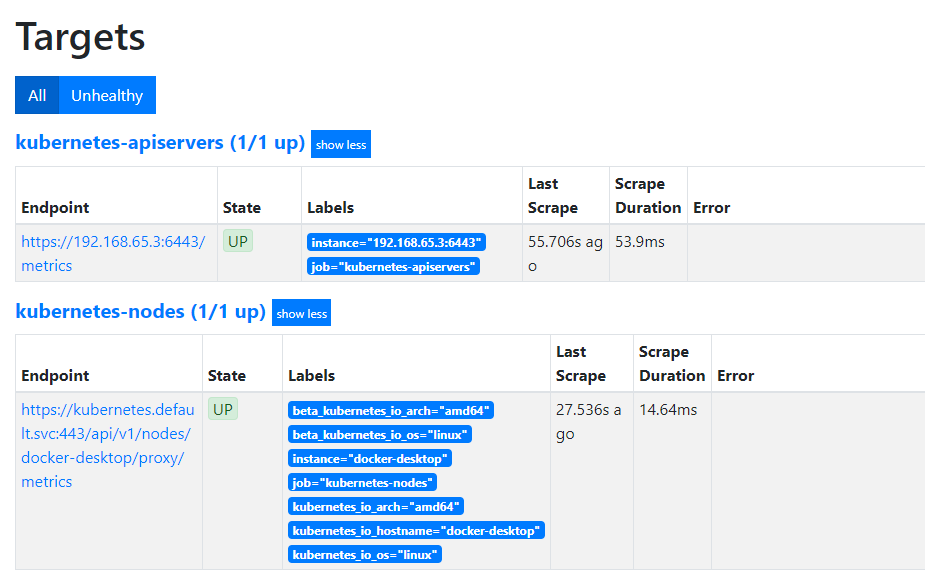 Targets
All Unhealthy
kubernetes-apiservers (1/1 up) show less
Last Scrape
Endpoint State Labels Scrape Duration Error
https://192.168.65.3:6443/ UP instance="192.168.65.3:6443" 55.706s ag 53.9ms
metrics job="kubernetes-apiservers" o
kubernetes-nodes (1/1 up) show less
Last Scrape
Endpoint State Labels Scrape Duration Error
https://kubernetes.defau UP beta_kubernetes_io_arch="amd64" 27.536s a 14.64ms
lt.svc:443/api/v1/nodes/ beta_kubernetes_io_os="linux" go
docker-desktop/proxy/ instance="docker-desktop"
metrics job="kubernetes-nodes"
kubernetes_io_arch="amd64"
kubernetes_io_hostname="docker-desktop"
kubernetes_io_os="linux"